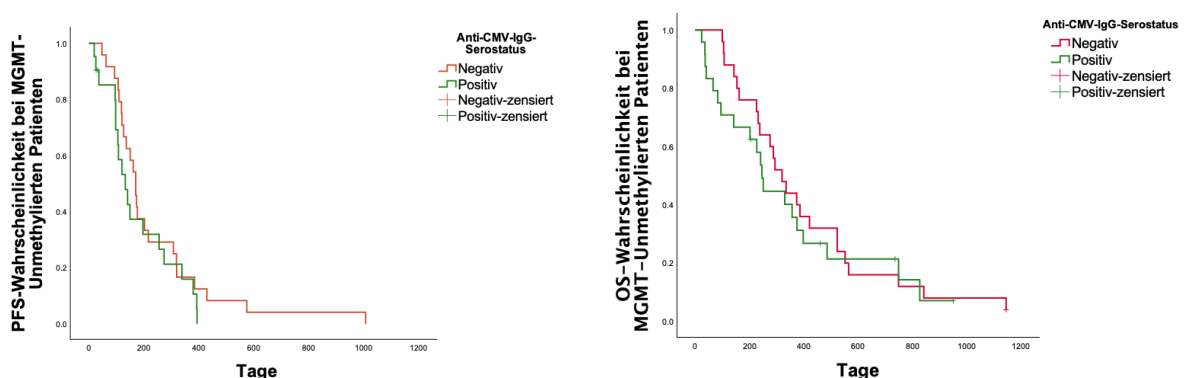 PFS-Wahrscheinlichkeit bei MGMT-
Unmethylierten Patienten
1.0
0.8
0.6
0.4
0.2
0.0
0
200
400
600
800
1000
1200
Tage
Anti-CMV-IgG-
Serostatus
Negativ
Positiv
Negativ-zensiert
Positiv-zensiert
OS-Wahrscheinlichkeit bei
MGMT-Unmethylierten Patienten
1.0
0.8
0.6
0.4
0.2
0.0
0
200
400
600
800
1000
1200
Tage
Anti-CMV-IgG-Serostatus
Negativ
Positiv
Negativ-zensiert
Positiv-zensiert